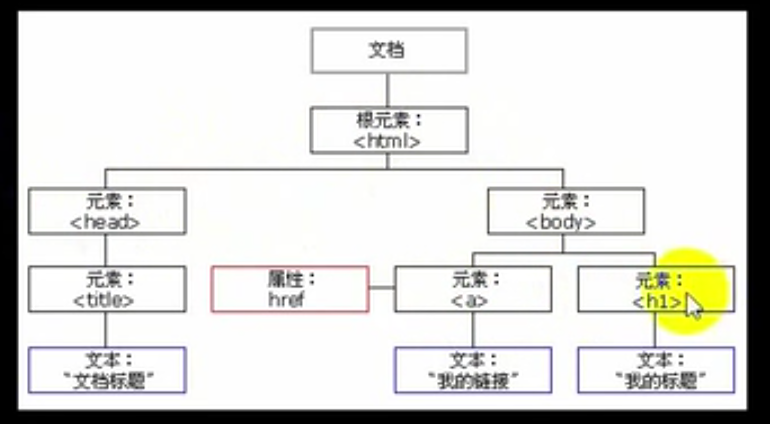 文档
根元素：
<html>
元素：
<head>
元素：
<body>
元素：
<title>
属性：
href
元素：
<a>
元素：
<h1>
文本：
"文档标题"
文本：
"我的链接"
文本：
"我的标题"